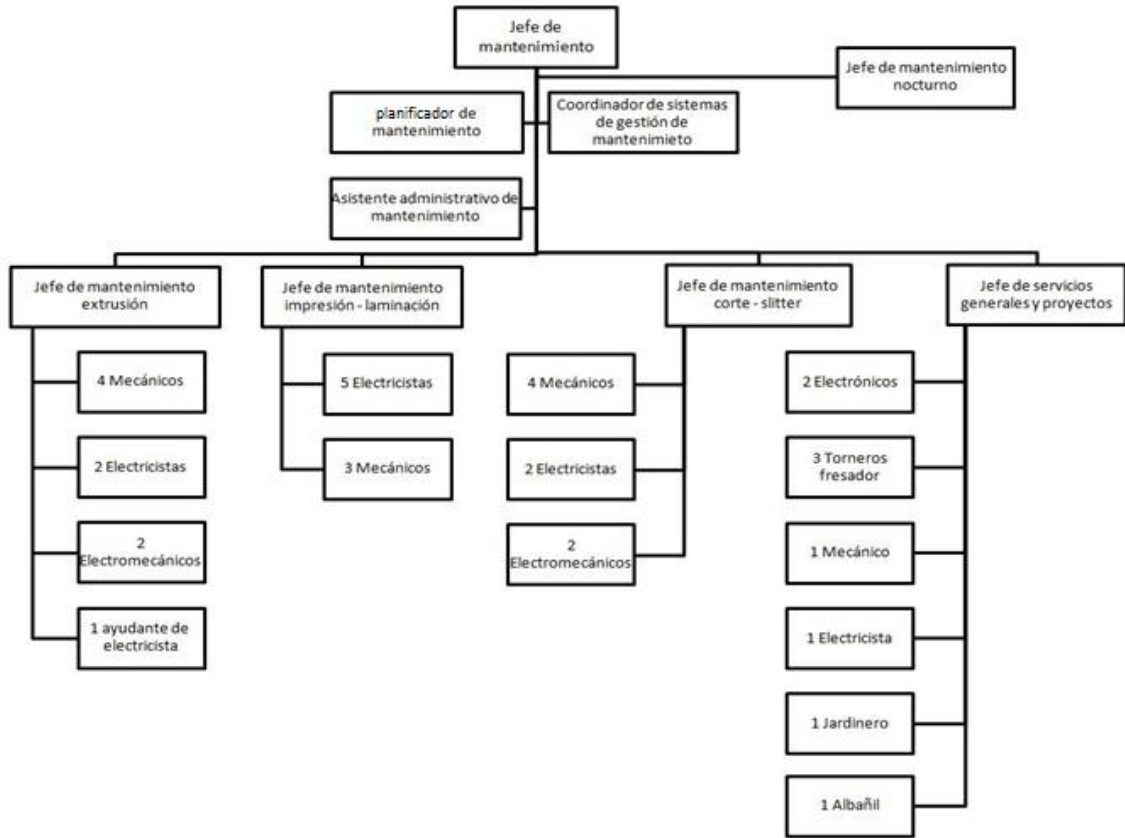 Jefe de
mantenimiento
Jefe de mantenimiento
nocturno
planificador de
mantenimiento
Coordinador de sistemas
de gestión de
mantenimieto
Asistente administrativo de
mantenimiento
Jefe de mantenimiento
extrusión
Jefe de mantenimiento
impresión - laminación
Jefe de mantenimiento
corte - slitter
Jefe de servicios
generales y proyectos
4 Mecánicos
2 Electricistas
2
Electromecánicos
1 ayudante de
electricista
5 Electricistas
3 Mecánicos
4 Mecánicos
2 Electricistas
2
Electromecánicos
2 Electrónicos
3 Torneros
fresador
1 Mecánico
1 Electricista
1 Jardinero
1 Albañil